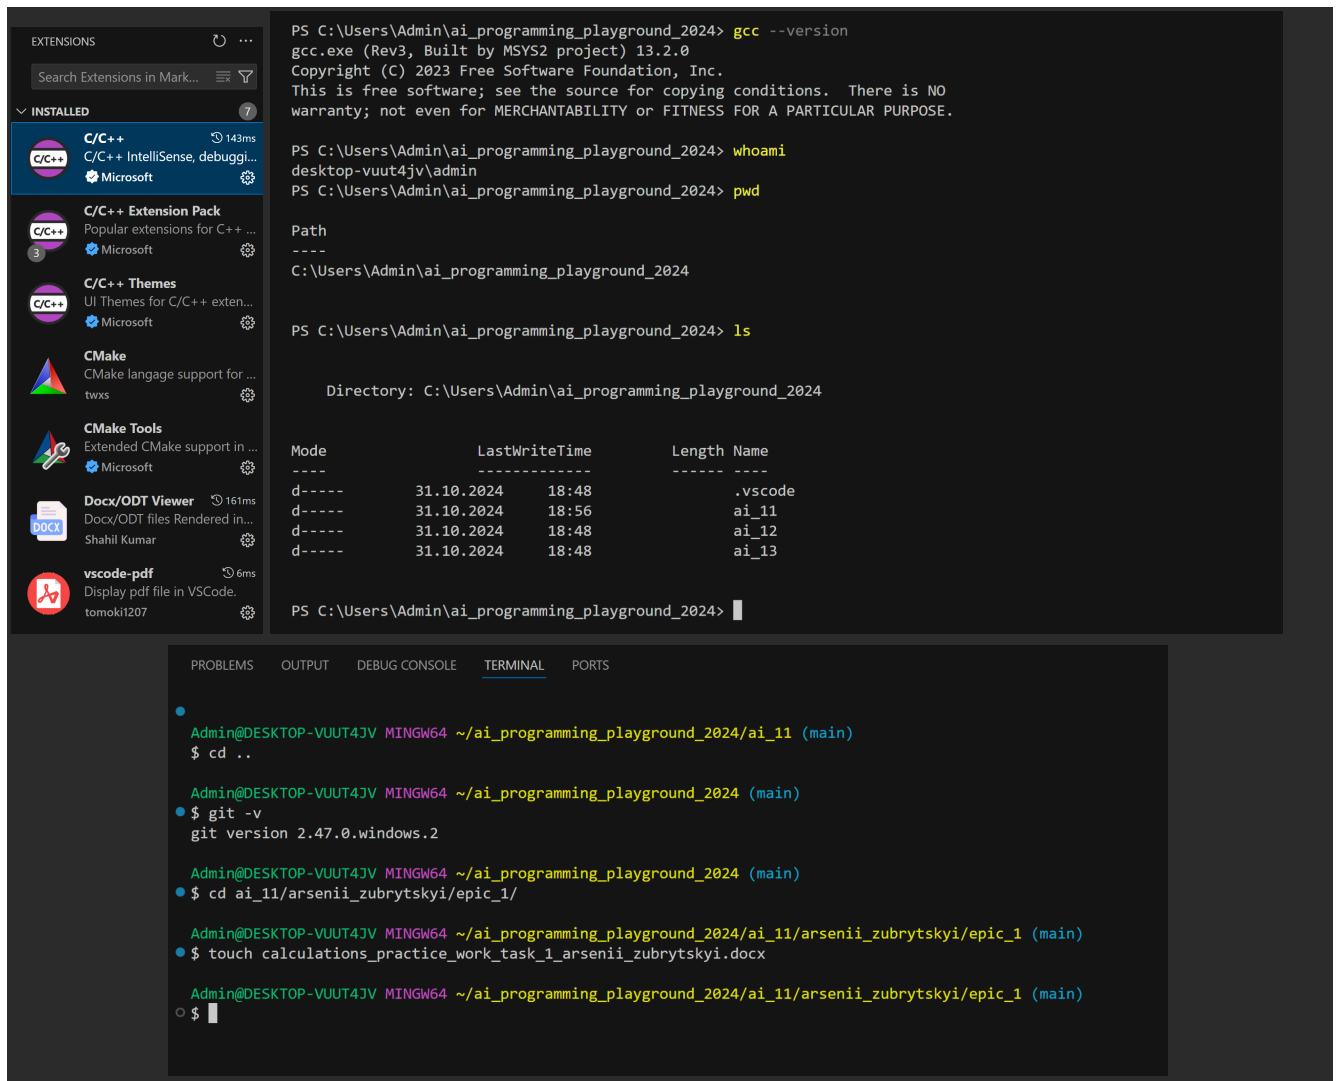 EXTENSIONS
Search Extensions in Mark...
INSTALLED 7
C/C++ 143ms
C/C++ IntelliSense, debuggi...
Microsoft
C/C++ Extension Pack
Popular extensions for C++ ...
3 Microsoft
C/C++ Themes
UI Themes for C/C++ exten...
Microsoft
CMake
CMake langage support for ...
twxs
CMake Tools
Extended CMake support in ...
Microsoft
Docx/ODT Viewer 161ms
Docx/ODT files Rendered in...
Shahil Kumar
vscode-pdf 6ms
Display pdf file in VSCode.
tomoki1207
C/C++
C/C++
C/C++
DOCX
PS C:\Users\Admin\ai_programming_playground_2024> gcc --version
gcc.exe (Rev3, Built by MSYS2 project) 13.2.0
Copyright (C) 2023 Free Software Foundation, Inc.
This is free software; see the source for copying conditions.  There is NO
warranty; not even for MERCHANTABILITY or FITNESS FOR A PARTICULAR PURPOSE.
PS C:\Users\Admin\ai_programming_playground_2024> whoami
desktop-vuut4jv\admin
PS C:\Users\Admin\ai_programming_playground_2024> pwd
Path
----
C:\Users\Admin\ai_programming_playground_2024
PS C:\Users\Admin\ai_programming_playground_2024> ls
Directory: C:\Users\Admin\ai_programming_playground_2024
Mode LastWriteTime Length Name
---- ------------- ------ ----
d----- 31.10.2024 18:48 .vscode
d----- 31.10.2024 18:56 ai_11
d----- 31.10.2024 18:48 ai_12
d----- 31.10.2024 18:48 ai_13
PS C:\Users\Admin\ai_programming_playground_2024>
PROBLEMS OUTPUT DEBUG CONSOLE TERMINAL PORTS
Admin@DESKTOP-VUUT4JV MINGW64 ~/ai_programming_playground_2024/ai_11 (main)
$ cd ..
Admin@DESKTOP-VUUT4JV MINGW64 ~/ai_programming_playground_2024 (main)
$ git -v
git version 2.47.0.windows.2
Admin@DESKTOP-VUUT4JV MINGW64 ~/ai_programming_playground_2024 (main)
$ cd ai_11/arsenii_zubrytskyi/epic_1/
Admin@DESKTOP-VUUT4JV MINGW64 ~/ai_programming_playground_2024/ai_11/arsenii_zubrytskyi/epic_1 (main)
$ touch calculations_practice_work_task_1_arsenii_zubrytskyi.docx
Admin@DESKTOP-VUUT4JV MINGW64 ~/ai_programming_playground_2024/ai_11/arsenii_zubrytskyi/epic_1 (main)
$